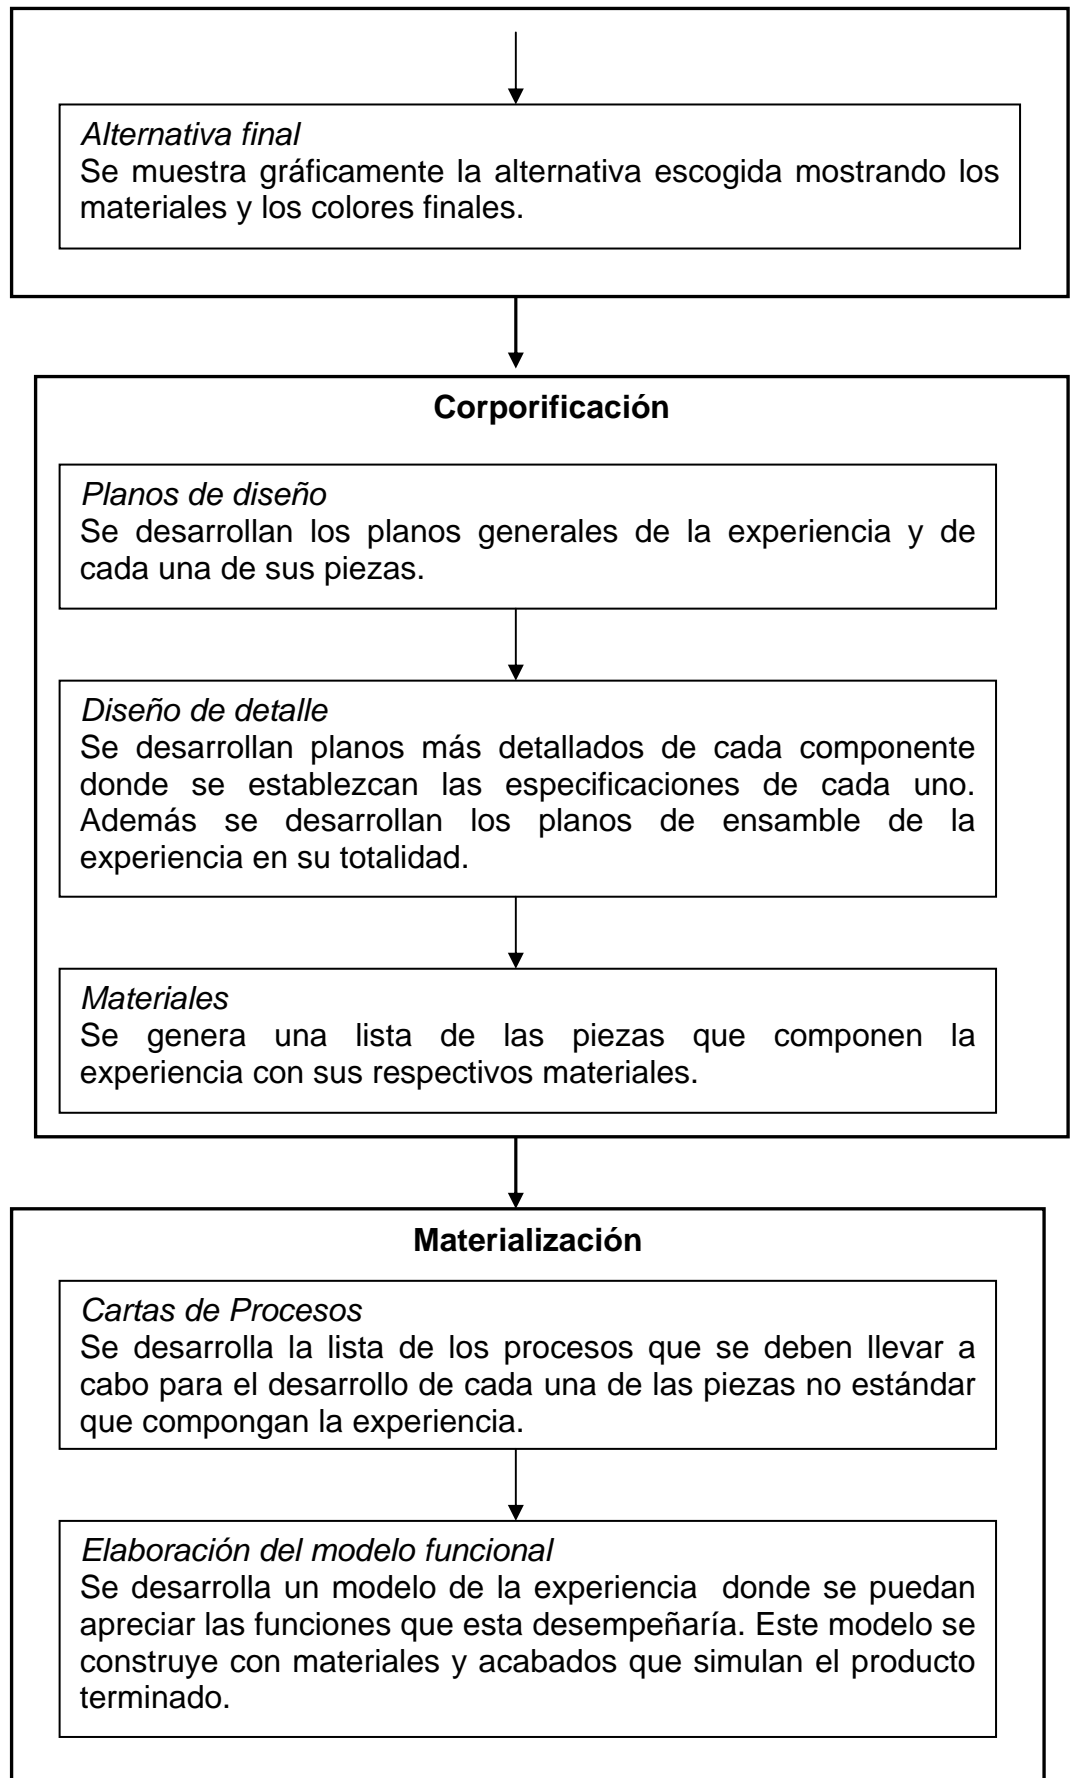 Alternativa final
Se muestra gráficamente la alternativa escogida mostrando los
materiales y los colores finales.
Corporificación
Planos de diseño
Se desarrollan los planos generales de la experiencia y de
cada una de sus piezas.
Diseño de detalle
Se desarrollan planos más detallados de cada componente
donde se establezcan las especificaciones de cada uno.
Además se desarrollan los planos de ensamble de la
experiencia en su totalidad.
Materiales
Se genera una lista de las piezas que componen la
experiencia con sus respectivos materiales.
Materialización
Cartas de Procesos
Se desarrolla la lista de los procesos que se deben llevar a
cabo para el desarrollo de cada una de las piezas no estándar
que compongan la experiencia.
Elaboración del modelo funcional
Se desarrolla un modelo de la experiencia donde se puedan
apreciar las funciones que esta desempeñaría. Este modelo se
construye con materiales y acabados que simulan el producto
terminado.